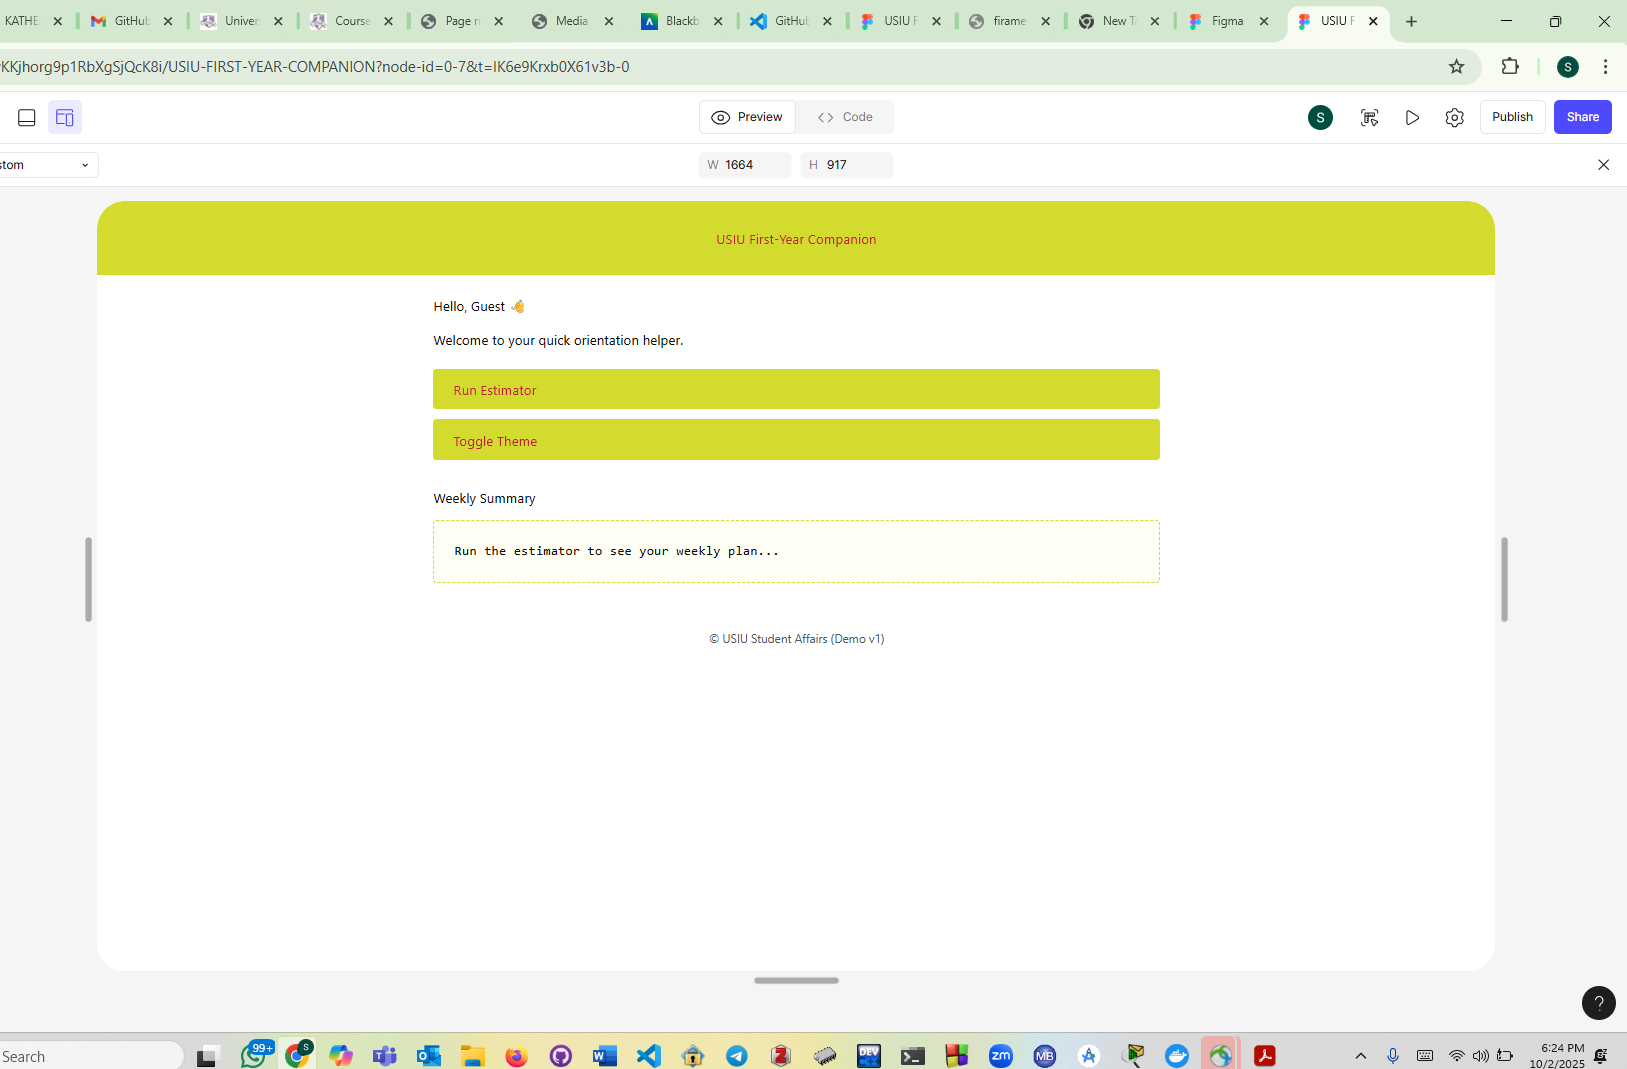 KATHE
GitHub
Univer
Course
Page n
Media
Blackb
GitHub
USIU F
firame
New Ta
Figma
USIU F
KKjhorg9p1RbXgSjQcK8i/USIU-FIRST-YEAR-COMPANION?node-id=0-7&t=IK6e9Krxb0X61v3b-0
S
Preview
Code
S
Publish
Share
stom
W 1664
H 917
USIU First-Year Companion
Hello, Guest 👋
Welcome to your quick orientation helper.
Run Estimator
Toggle Theme
Weekly Summary
Run the estimator to see your weekly plan...
© USIU Student Affairs (Demo v1)
?
Search
99+
S
DEV
zm
MB
6:24 PM
10/2/2025